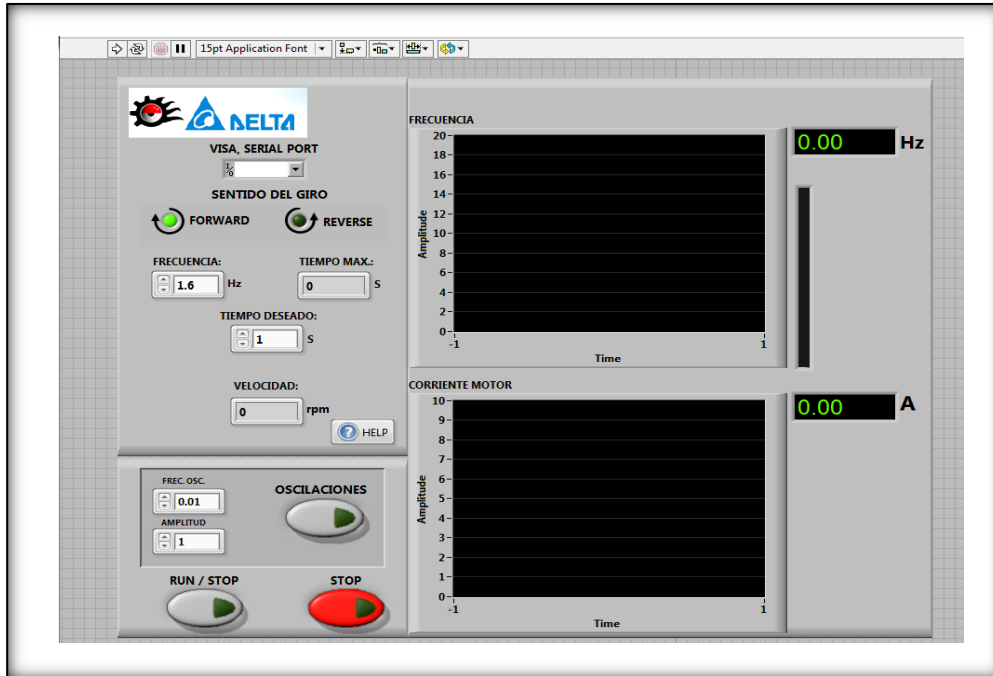 15pt Application Font
DELTA
VISA, SERIAL PORT
I/O
SENTIDO DEL GIRO
FORWARD
REVERSE
FRECUENCIA:
TIEMPO MAX.:
1.6
Hz
0
S
TIEMPO DESEADO:
1
S
VELOCIDAD:
0
rpm
? HELP
FREC. OSC.
0.01
AMPLITUD
1
OSCILACIONES
RUN / STOP
STOP
FRECUENCIA
Amplitude
20
18
16
14
12
10
8
6
4
2
0
-1
1
Time
0.00
Hz
CORRIENTE MOTOR
Amplitude
10
9
8
7
6
5
4
3
2
1
0
-1
1
Time
0.00
A